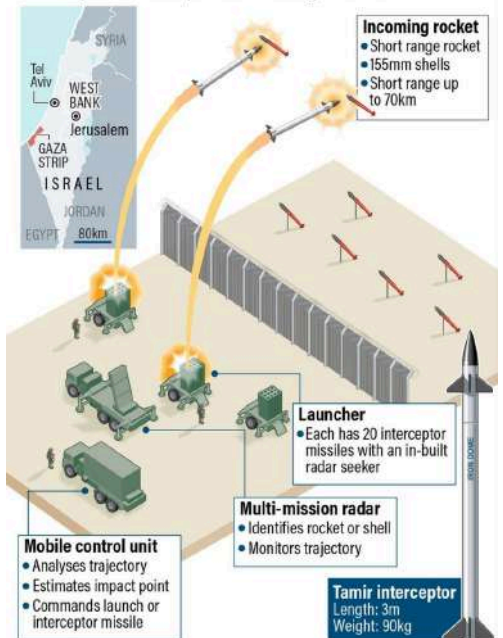 Incoming rocket
• Short range rocket
• 155mm shells
• Short range up
to 70km
SYRIA
Tel
Aviv
WEST
BANK
Jerusalem
GAZA
STRIP
ISRAEL
JORDAN
EGYPT
80km
Launcher
• Each has 20 interceptor
missiles with an in-built
radar seeker
IRON DOME
Multi-mission radar
• Identifies rocket or shell
• Monitors trajectory
Mobile control unit
• Analyses trajectory
• Estimates impact point
• Commands launch or
interceptor missile
Tamir interceptor
Length: 3m
Weight: 90kg